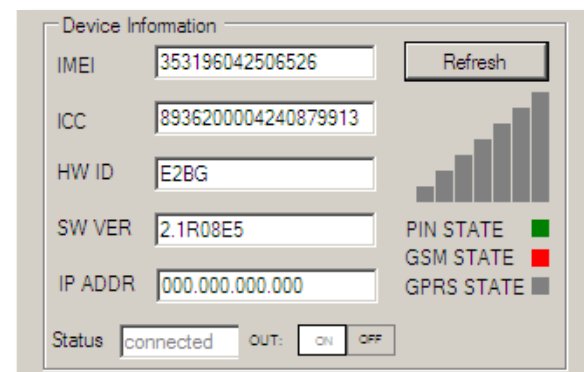 Device Information
IMEI 353196042506526 Refresh
ICC 8936200004240879913
HW ID E2BG
SW VER 2.1R08E5 PIN STATE
GSM STATE
IP ADDR 000.000.000.000 GPRS STATE
Status connected OUT: ON OFF